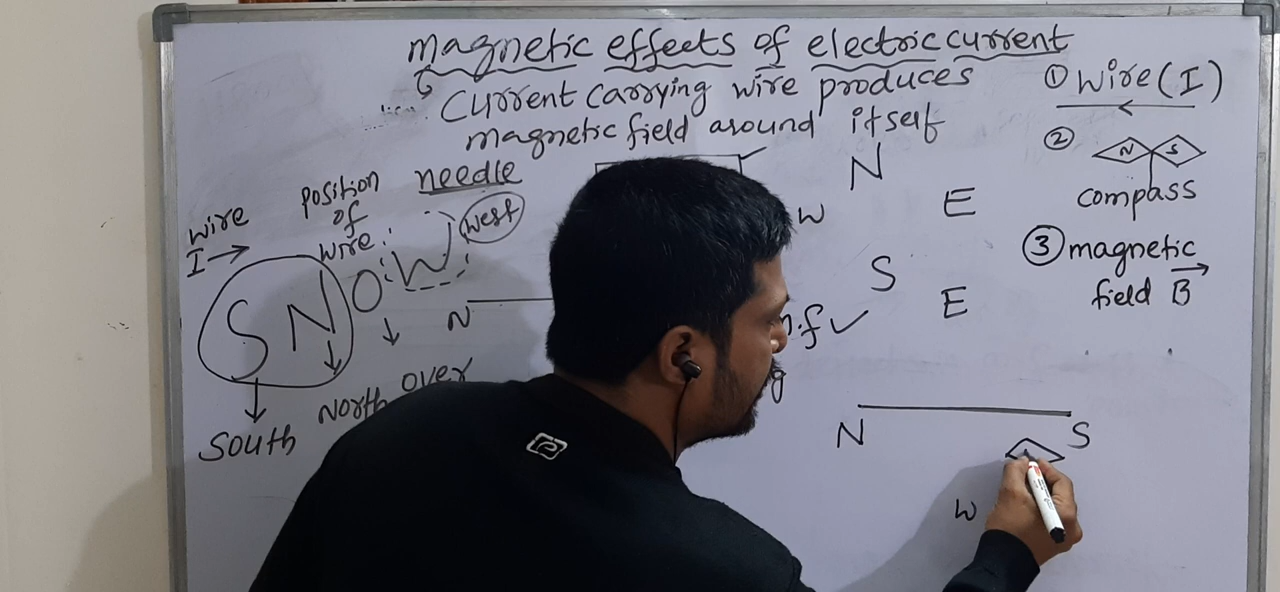 magnetic effects of electric current
Current carrying wire produces
magnetic field around itself
wire
I →
position
of
wire
needle
west
S N O W
↓ ↓ ↓
South North over
N
N
W E
S
E
① Wire (I)
②
N S
compass
③ magnetic
field B
N S
W